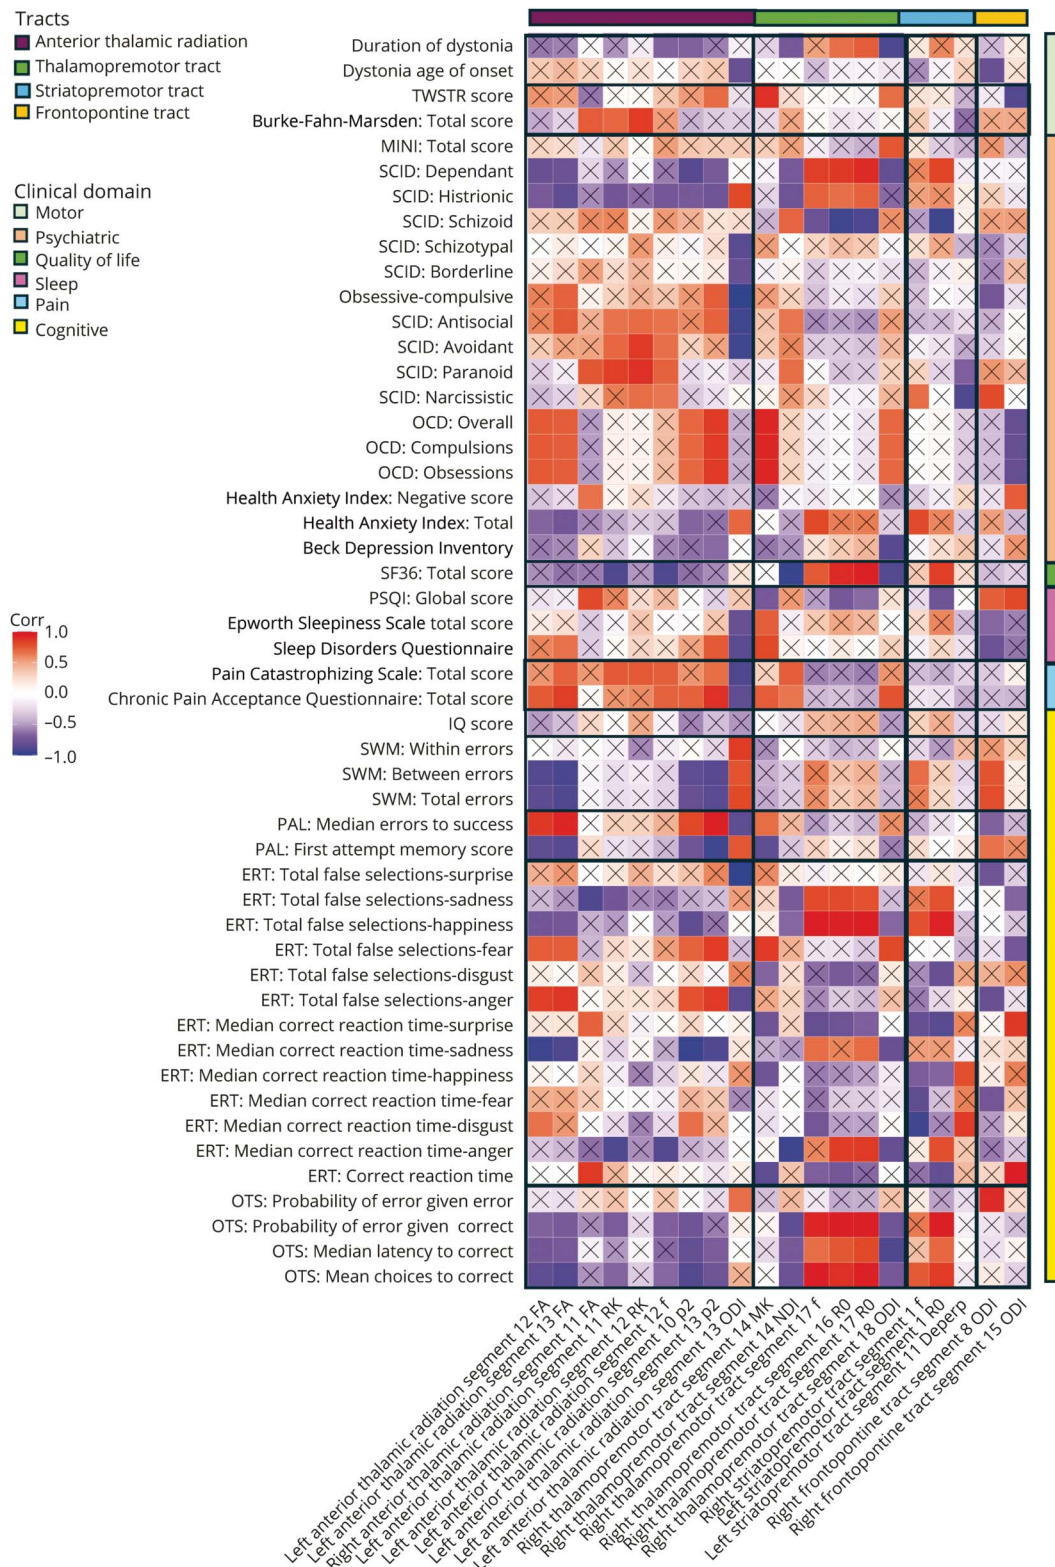 Tracts
Anterior thalamic radiation
Thalamopremotor tract
Striatopremotor tract
Frontopontine tract
Clinical domain
Motor
Psychiatric
Quality of life
Sleep
Pain
Cognitive
Corr
1.0
0.5
0.0
−0.5
−1.0
Duration of dystonia
Dystonia age of onset
TWSTR score
Burke-Fahn-Marsden: Total score
MINI: Total score
SCID: Dependant
SCID: Histrionic
SCID: Schizoid
SCID: Schizotypal
SCID: Borderline
Obsessive-compulsive
SCID: Antisocial
SCID: Avoidant
SCID: Paranoid
SCID: Narcissistic
OCD: Overall
OCD: Compulsions
OCD: Obsessions
Health Anxiety Index: Negative score
Health Anxiety Index: Total
Beck Depression Inventory
SF36: Total score
PSQI: Global score
Epworth Sleepiness Scale total score
Sleep Disorders Questionnaire
Pain Catastrophizing Scale: Total score
Chronic Pain Acceptance Questionnaire: Total score
IQ score
SWM: Within errors
SWM: Between errors
SWM: Total errors
PAL: Median errors to success
PAL: First attempt memory score
ERT: Total false selections-surprise
ERT: Total false selections-sadness
ERT: Total false selections-happiness
ERT: Total false selections-fear
ERT: Total false selections-disgust
ERT: Total false selections-anger
ERT: Median correct reaction time-surprise
ERT: Median correct reaction time-sadness
ERT: Median correct reaction time-happiness
ERT: Median correct reaction time-fear
ERT: Median correct reaction time-disgust
ERT: Median correct reaction time-anger
ERT: Correct reaction time
OTS: Probability of error given error
OTS: Probability of error given correct
OTS: Median latency to correct
OTS: Mean choices to correct
Left anterior thalamic radiation segment 12 FA
Left anterior thalamic radiation segment 13 FA
Right anterior thalamic radiation segment 11 FA
Left anterior thalamic radiation segment 11 RK
Left anterior thalamic radiation segment 12 RK
Left anterior thalamic radiation segment 12 f
Left anterior thalamic radiation segment 10 p2
Left anterior thalamic radiation segment 13 p2
Left anterior thalamic radiation segment 13 ODI
Right thalamopremotor tract segment 14 MK
Right thalamopremotor tract segment 14 NDI
Right thalamopremotor tract segment 17 f
Right thalamopremotor tract segment 16 R0
Right thalamopremotor tract segment 17 R0
Right thalamopremotor tract segment 18 ODI
Right striatopremotor tract segment 1 f
Left striatopremotor tract segment 1 R0
Left striatopremotor tract segment 11 Deperp
Right frontopontine tract segment 8 ODI
Right frontopontine tract segment 15 ODI